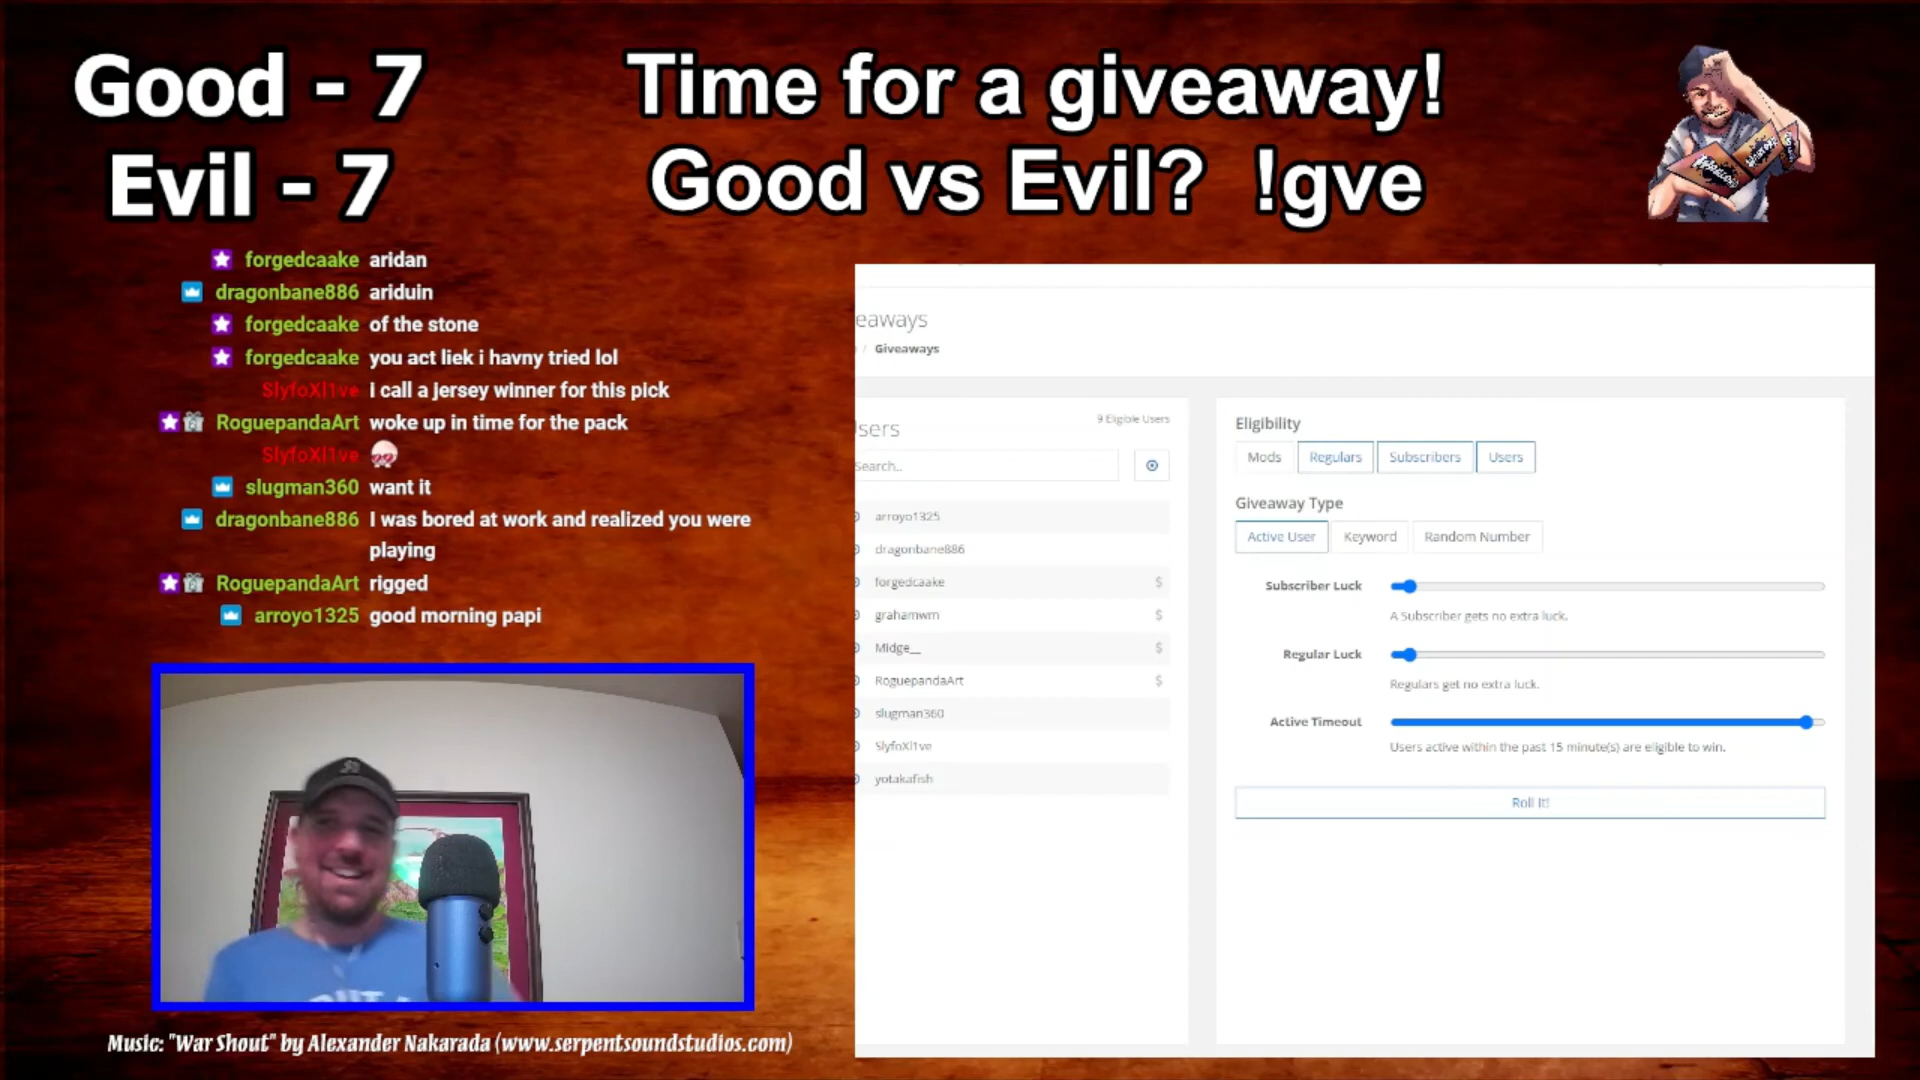 Good - 7
Evil - 7
Time for a giveaway!
Good vs Evil? !gve
forgedcaake aridan
dragonbane886 ariduin
forgedcaake of the stone
forgedcaake you act liek i havny tried lol
SlyfoXl1ve I call a Jersey winner for this pick
RoguepandaArt woke up in time for the pack
SlyfoXl1ve
slugman360 want it
dragonbane886 I was bored at work and realized you were
playing
RoguepandaArt rigged
arroyo1325 good morning papi
Music: "War Shout" by Alexander Nakarada (www.serpentsoundstudios.com)
eaways
/ Giveaways
9 Eligible Users
sers
Search..
arroyo1325
dragonbane886
forgedcaake $
grahamwm $
Midge__ $
RoguepandaArt $
slugman360
SlyfoXl1ve
yotakafish
Eligibility
Mods Regulars Subscribers Users
Giveaway Type
Active User Keyword Random Number
Subscriber Luck
A Subscriber gets no extra luck.
Regular Luck
Regulars get no extra luck.
Active Timeout
Users active within the past 15 minute(s) are eligible to win.
Roll It!